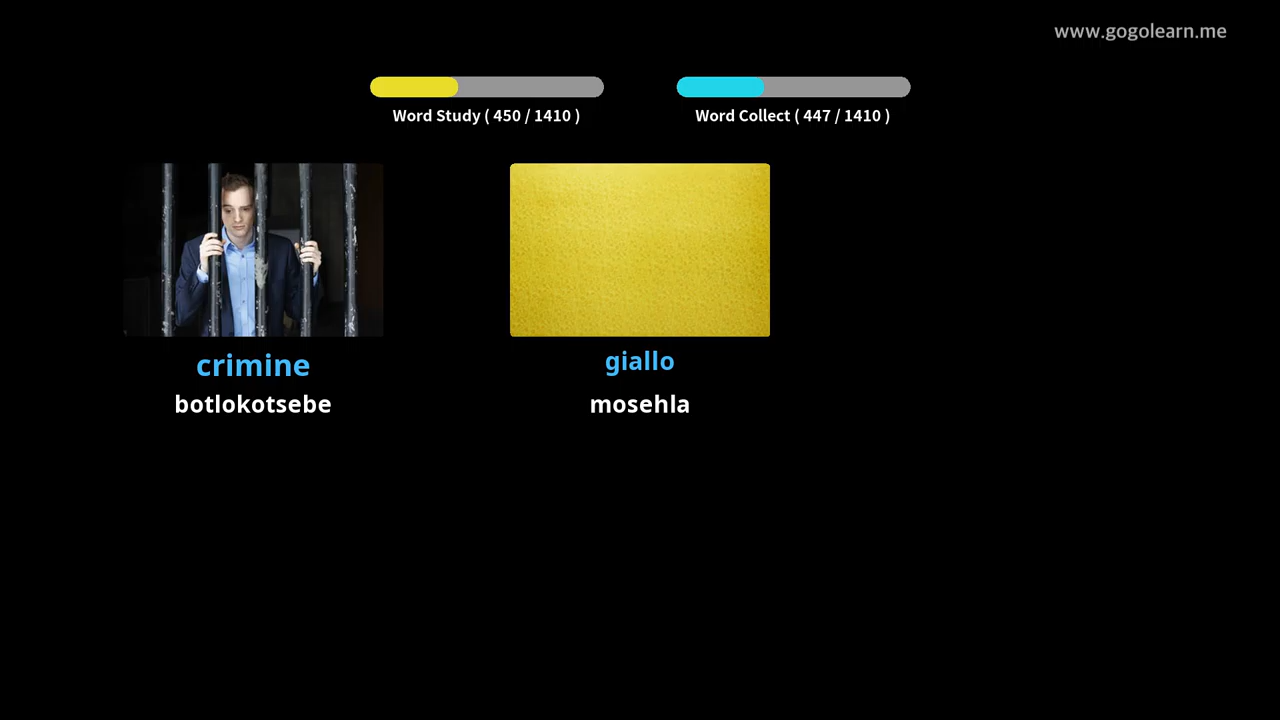 www.gogolearn.me
Word Study ( 450 / 1410 )
Word Collect ( 447 / 1410 )
crimine
botlokotsebe
giallo
mosehla